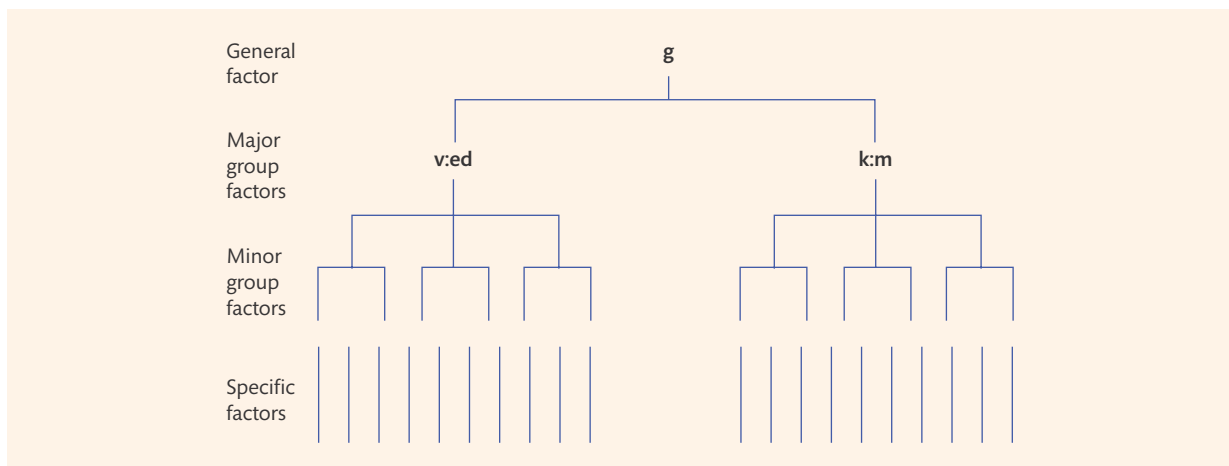 General
factor
g
Major
group
factors
v:ed
k:m
Minor
group
factors
Specific
factors